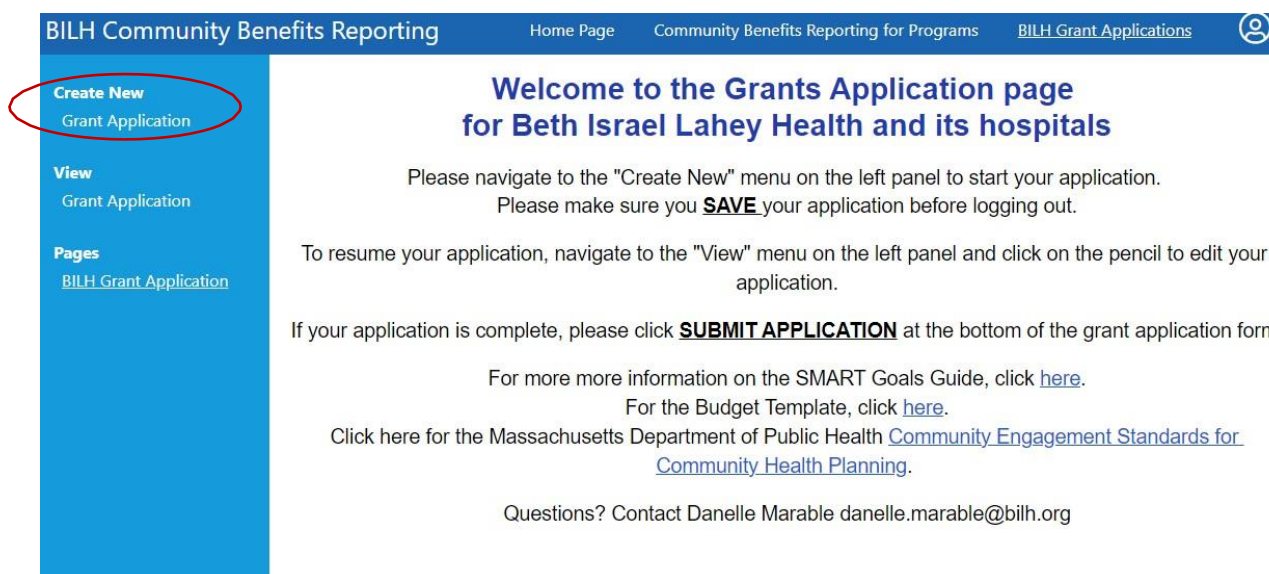 BILH Community Benefits Reporting Home Page Community Benefits Reporting for Programs BILH Grant Applications
Create New
Grant Application
View
Grant Application
Pages
BILH Grant Application
Welcome to the Grants Application page
for Beth Israel Lahey Health and its hospitals
Please navigate to the "Create New" menu on the left panel to start your application.
Please make sure you SAVE your application before logging out.
To resume your application, navigate to the "View" menu on the left panel and click on the pencil to edit your
application.
If your application is complete, please click SUBMIT APPLICATION at the bottom of the grant application
For more more information on the SMART Goals Guide, click here.
For the Budget Template, click here.
Click here for the Massachusetts Department of Public Health Community Engagement Standards for
Community Health Planning.
Questions? Contact Danelle Marable danelle.marable@bilh.org